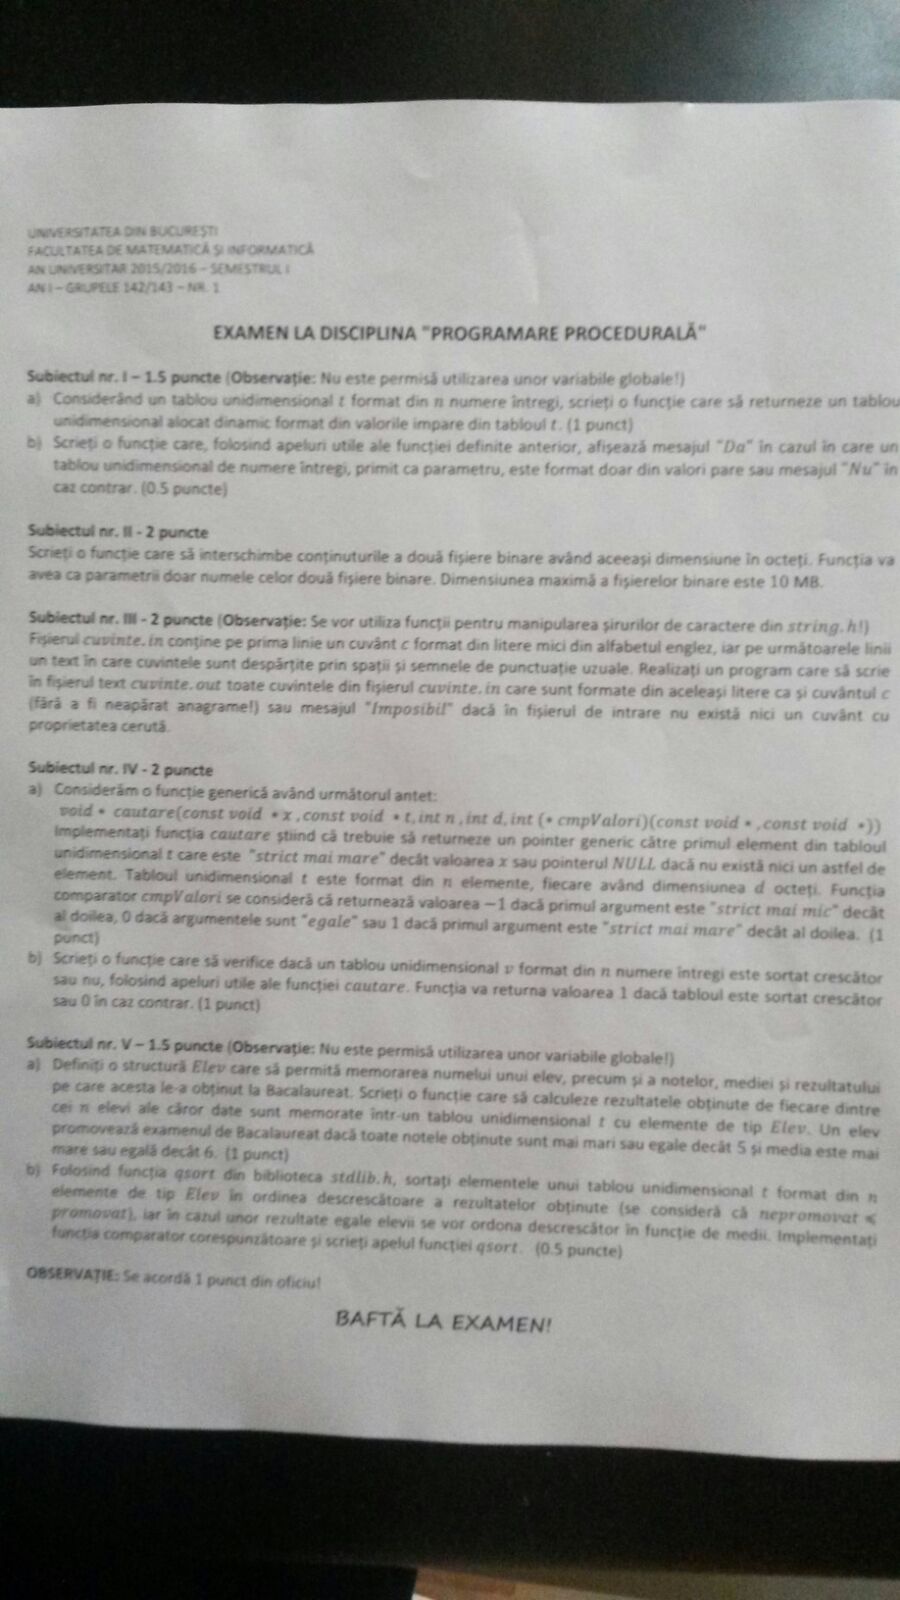 UNIVERSITATEA DIN BUCUREȘTI
FACULTATEA DE MATEMATICĂ ȘI INFORMATICĂ
AN UNIVERSITAR 2015/2016 – SEMESTRUL I
AN I – GRUPELE 142/143 – NR. 1
EXAMEN LA DISCIPLINA "PROGRAMARE PROCEDURALĂ"
Subiectul nr. I – 1.5 puncte (Observație: Nu este permisă utilizarea unor variabile globale!)
a) Considerând un tablou unidimensional t format din n numere întregi, scrieți o funcție care să returneze un tablou
unidimensional alocat dinamic format din valorile impare din tabloul t. (1 punct)
b) Scrieți o funcție care, folosind apeluri utile ale funcției definite anterior, afișează mesajul "Da" în cazul în care un
tablou unidimensional de numere întregi, primit ca parametru, este format doar din valori pare sau mesajul "Nu" în
caz contrar. (0.5 puncte)
Subiectul nr. II - 2 puncte
Scrieți o funcție care să interschimbe conținuturile a două fișiere binare având aceeași dimensiune în octeți. Funcția va
avea ca parametrii doar numele celor două fișiere binare. Dimensiunea maximă a fișierelor binare este 10 MB.
Subiectul nr. III - 2 puncte (Observație: Se vor utiliza funcții pentru manipularea șirurilor de caractere din string.h!)
Fișierul cuvinte.in conține pe prima linie un cuvânt c format din litere mici din alfabetul englez, iar pe următoarele linii
un text în care cuvintele sunt despărțite prin spații și semnele de punctuație uzuale. Realizați un program care să scrie
în fișierul text cuvinte.out toate cuvintele din fișierul cuvinte.in care sunt formate din aceleași litere ca și cuvântul c
(fără a fi neapărat anagrame!) sau mesajul "Imposibil" dacă în fișierul de intrare nu există nici un cuvânt cu
proprietatea cerută.
Subiectul nr. IV - 2 puncte
a) Considerăm o funcție generică având următorul antet:
void * cautare(const void * x, const void * t, int n, int d, int (* cmpValori)(const void *, const void *))
Implementați funcția cautare știind că trebuie să returneze un pointer generic către primul element din tabloul
unidimensional t care este "strict mai mare" decât valoarea x sau pointerul NULL dacă nu există nici un astfel de
element. Tabloul unidimensional t este format din n elemente, fiecare având dimensiunea d octeți. Funcția
comparator cmpValori se consideră că returnează valoarea −1 dacă primul argument este "strict mai mic" decât
al doilea, 0 dacă argumentele sunt "egale" sau 1 dacă primul argument este "strict mai mare" decât al doilea. (1
punct)
b) Scrieți o funcție care să verifice dacă un tablou unidimensional v format din n numere întregi este sortat crescător
sau nu, folosind apeluri utile ale funcției cautare. Funcția va returna valoarea 1 dacă tabloul este sortat crescător
sau 0 în caz contrar. (1 punct)
Subiectul nr. V – 1.5 puncte (Observație: Nu este permisă utilizarea unor variabile globale!)
a) Definiți o structură Elev care să permită memorarea numelui unui elev, precum și a notelor, mediei și rezultatului
pe care acesta le-a obținut la Bacalaureat. Scrieți o funcție care să calculeze rezultatele obținute de fiecare dintre
cei n elevi ale căror date sunt memorate într-un tablou unidimensional t cu elemente de tip Elev. Un elev
promovează examenul de Bacalaureat dacă toate notele obținute sunt mai mari sau egale decât 5 și media este mai
mare sau egală decât 6. (1 punct)
b) Folosind funcția qsort din biblioteca stdlib.h, sortați elementele unui tablou unidimensional t format din n
elemente de tip Elev în ordinea descrescătoare a rezultatelor obținute (se consideră că nepromovat ≼
promovat), iar în cazul unor rezultate egale elevii se vor ordona descrescător în funcție de medii. Implementați
funcția comparator corespunzătoare și scrieți apelul funcției qsort. (0.5 puncte)
OBSERVAȚIE: Se acordă 1 punct din oficiu!
BAFTĂ LA EXAMEN!